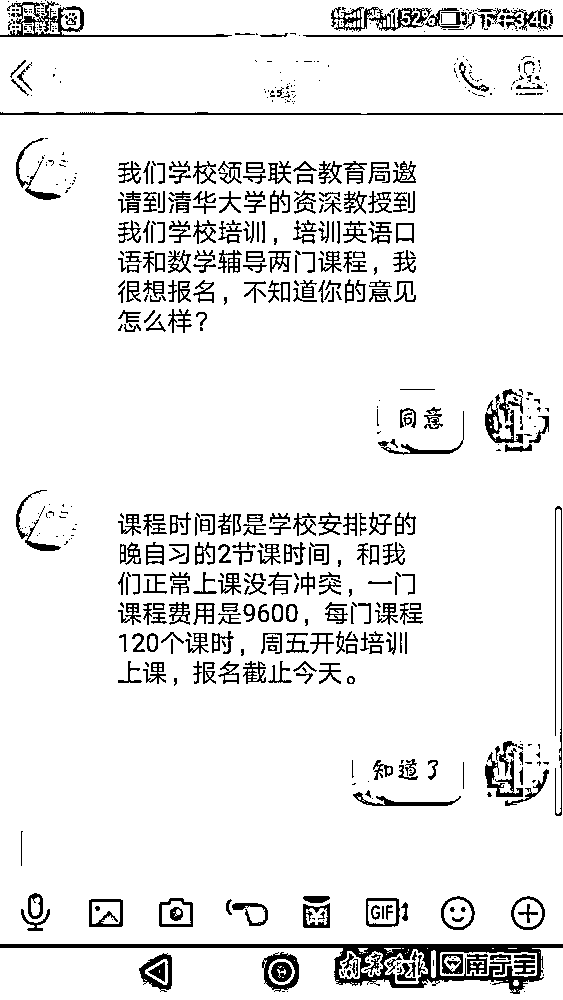 中国电信
中国联通
52% 下午3:40
我们学校领导联合教育局邀
请到清华大学的资深教授到
我们学校培训，培训英语口
语和数学辅导两门课程，我
很想报名，不知道你的意见
怎么样？
同意
课程时间都是学校安排好的
晚自习的2节课时间，和我
们正常上课没有冲突，一门
课程费用是9600，每门课程
120个课时，周五开始培训
上课，报名截止今天。
知道了
GIF
南宁晚报 南宁宝